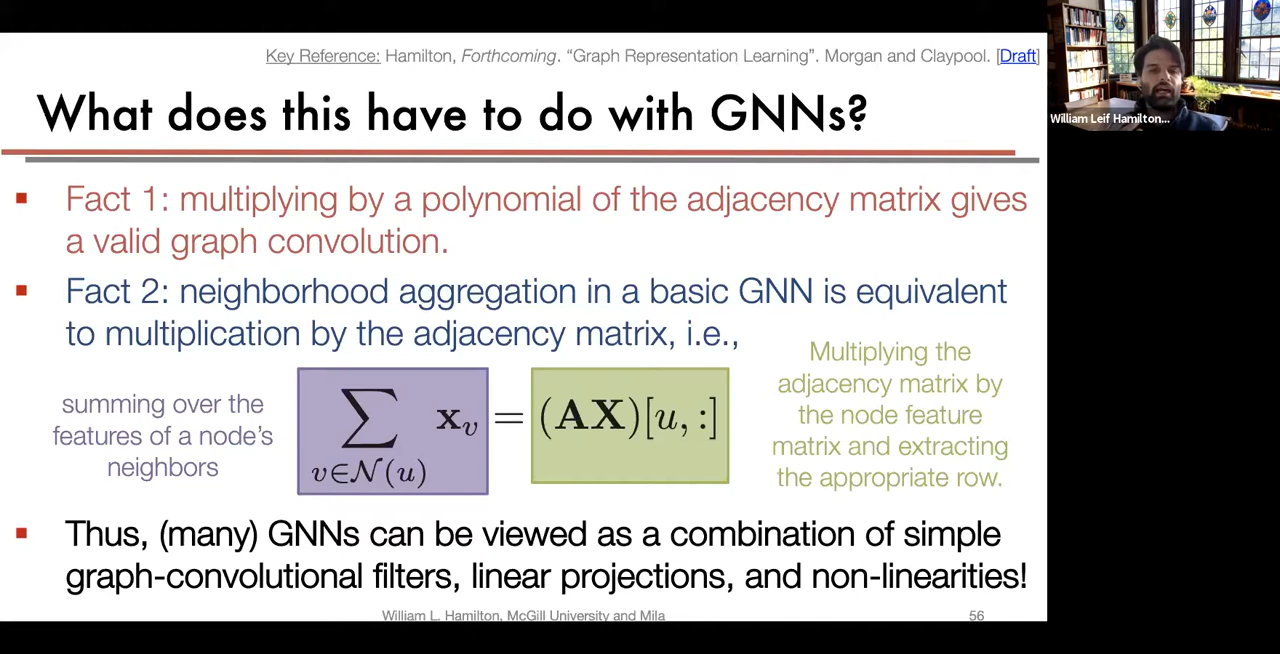 Key Reference: Hamilton, Forthcoming. “Graph Representation Learning”. Morgan and Claypool. [Draft]
What does this have to do with GNNs?
William Leif Hamilton...
▪ Fact 1: multiplying by a polynomial of the adjacency matrix gives
a valid graph convolution.
▪ Fact 2: neighborhood aggregation in a basic GNN is equivalent
to multiplication by the adjacency matrix, i.e.,
summing over the
features of a node’s
neighbors
∑ x_v = (AX)[u, :]
v∈N(u)
Multiplying the
adjacency matrix by
the node feature
matrix and extracting
the appropriate row.
▪ Thus, (many) GNNs can be viewed as a combination of simple
graph-convolutional filters, linear projections, and non-linearities!
William L. Hamilton, McGill University and Mila
56